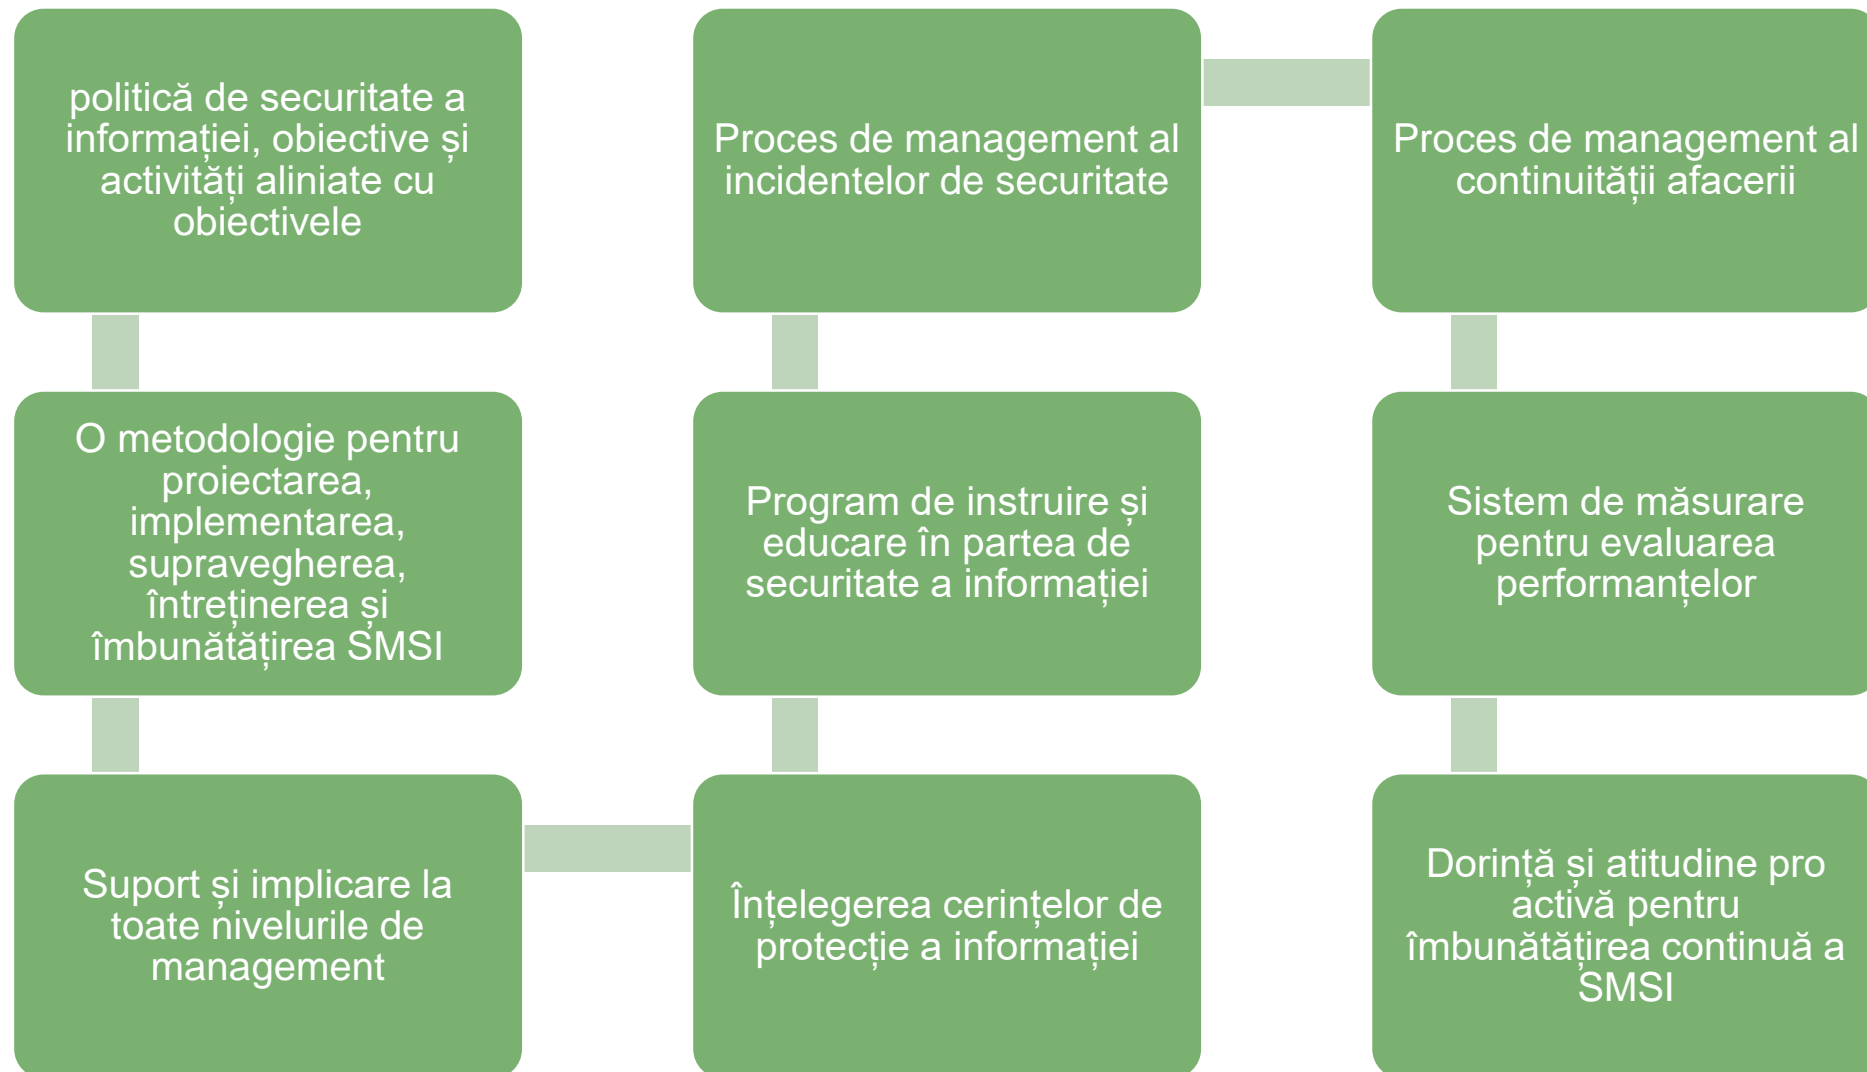 politică de securitate a
informației, obiective și
activități aliniate cu
obiectivele
O metodologie pentru
proiectarea,
implementarea,
supravegherea,
întreținerea și
îmbunătățirea SMSI
Suport și implicare la
toate nivelurile de
management
Înțelegerea cerințelor de
protecție a informației
Program de instruire și
educare în partea de
securitate a informației
Proces de management al
incidentelor de securitate
Proces de management al
continuității afacerii
Sistem de măsurare
pentru evaluarea
performanțelor
Dorință și atitudine pro
activă pentru
îmbunătățirea continuă a
SMSI